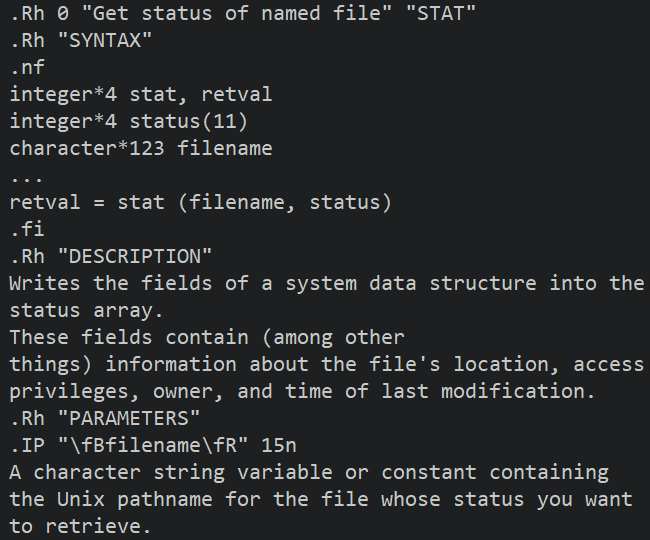 .Rh 0 "Get status of named file" "STAT"
.Rh "SYNTAX"
.nf
integer*4 stat, retval
integer*4 status(11)
character*123 filename
...
retval = stat (filename, status)
.fi
.Rh "DESCRIPTION"
Writes the fields of a system data structure into the
status array.
These fields contain (among other
things) information about the file's location, access
privileges, owner, and time of last modification.
.Rh "PARAMETERS"
.IP "\fBfilename\fR" 15n
A character string variable or constant containing
the Unix pathname for the file whose status you want
to retrieve.